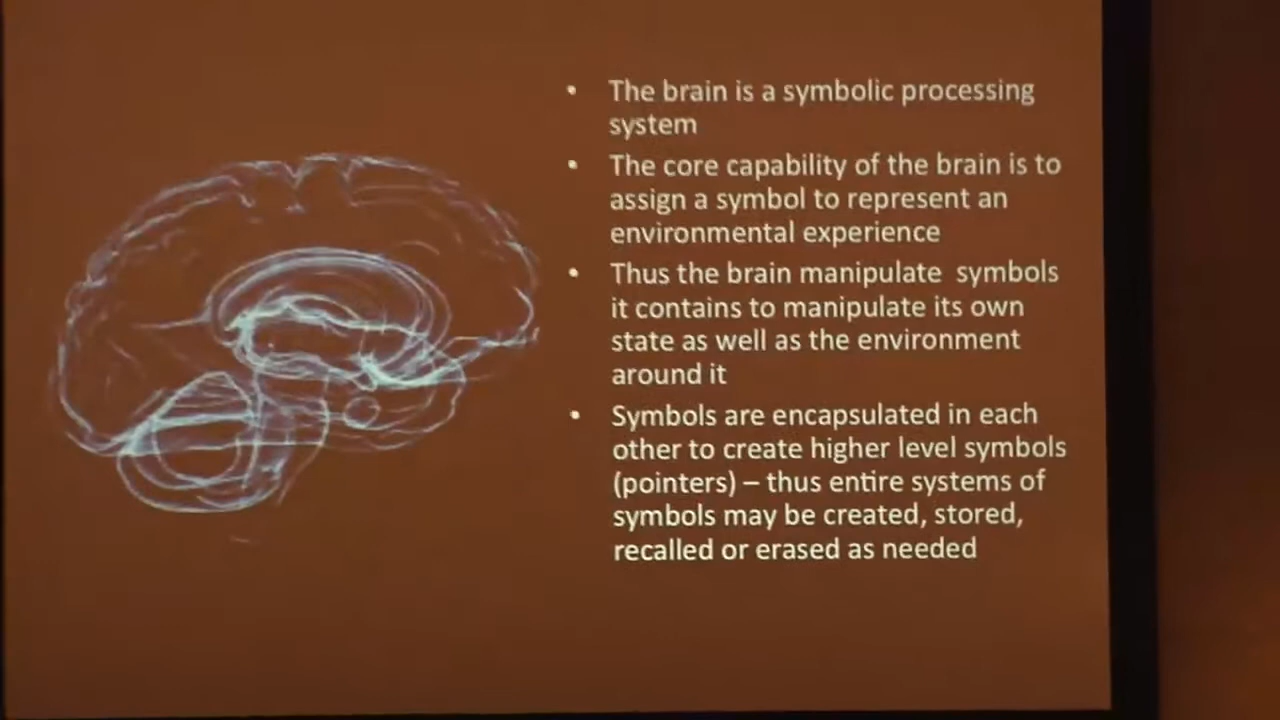 • The brain is a symbolic processing
system
• The core capability of the brain is to
assign a symbol to represent an
environmental experience
• Thus the brain manipulate  symbols
it contains to manipulate its own
state as well as the environment
around it
• Symbols are encapsulated in each
other to create higher level symbols
(pointers) – thus entire systems of
symbols may be created, stored,
recalled or erased as needed